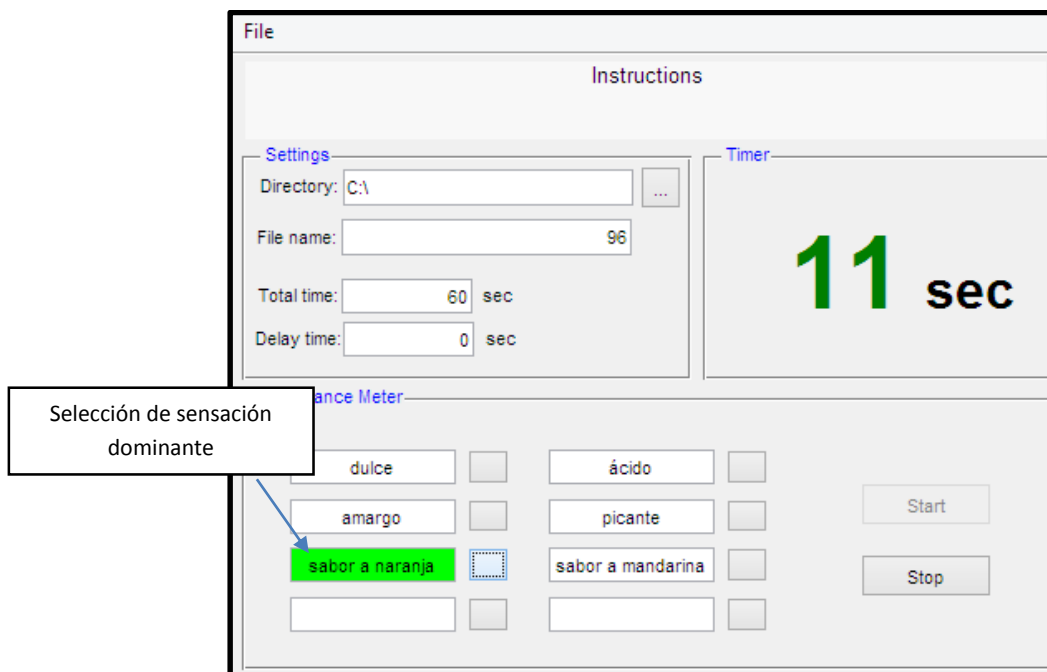 File
Instructions
Settings
Directory: C:\ ...
File name: 96
Total time: 60 sec
Delay time: 0 sec
Timer
11 sec
Meter
Selección de sensación
dominante
dulce ácido
amargo picante
sabor a naranja sabor a mandarina
Start
Stop